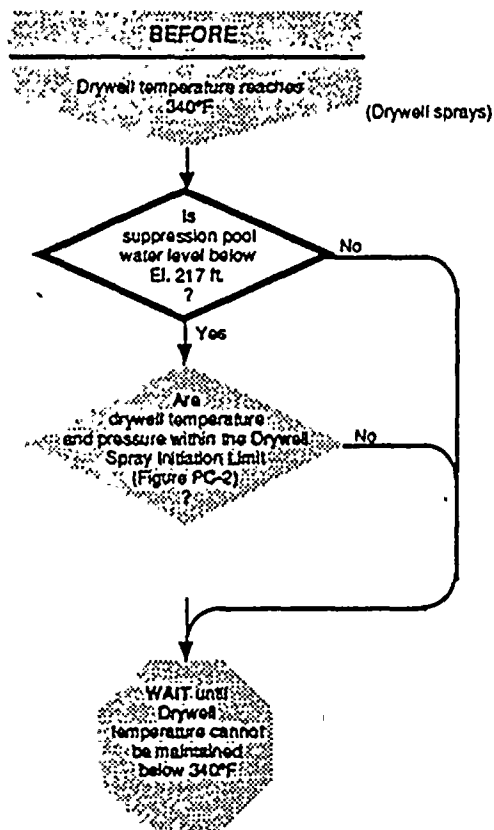 BEFORE
Drywell temperature reaches
340°F
(Drywell sprays)
Is
suppression pool
water level below
El. 217 ft.
?
No
Yes
Are
drywell temperature
and pressure within the Drywell
Spray Initiation Limit
(Figure PC-2)
?
No
WAIT until
Drywell
temperature cannot
be maintained
below 340°F